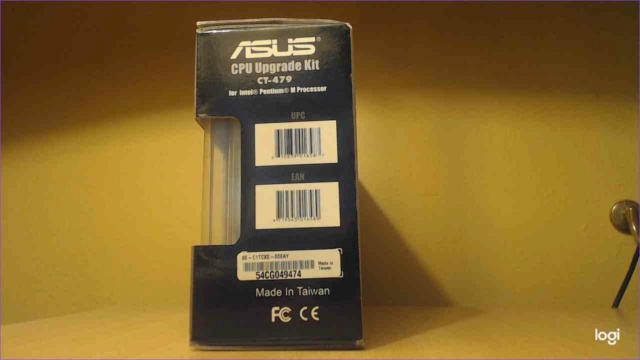 ASUS®
CPU Upgrade Kit
CT-479
for Intel® Pentium® M Processor
UPC
EAN
Made in
Taiwan
54CG049474
Made In Taiwan
FC CE
logi